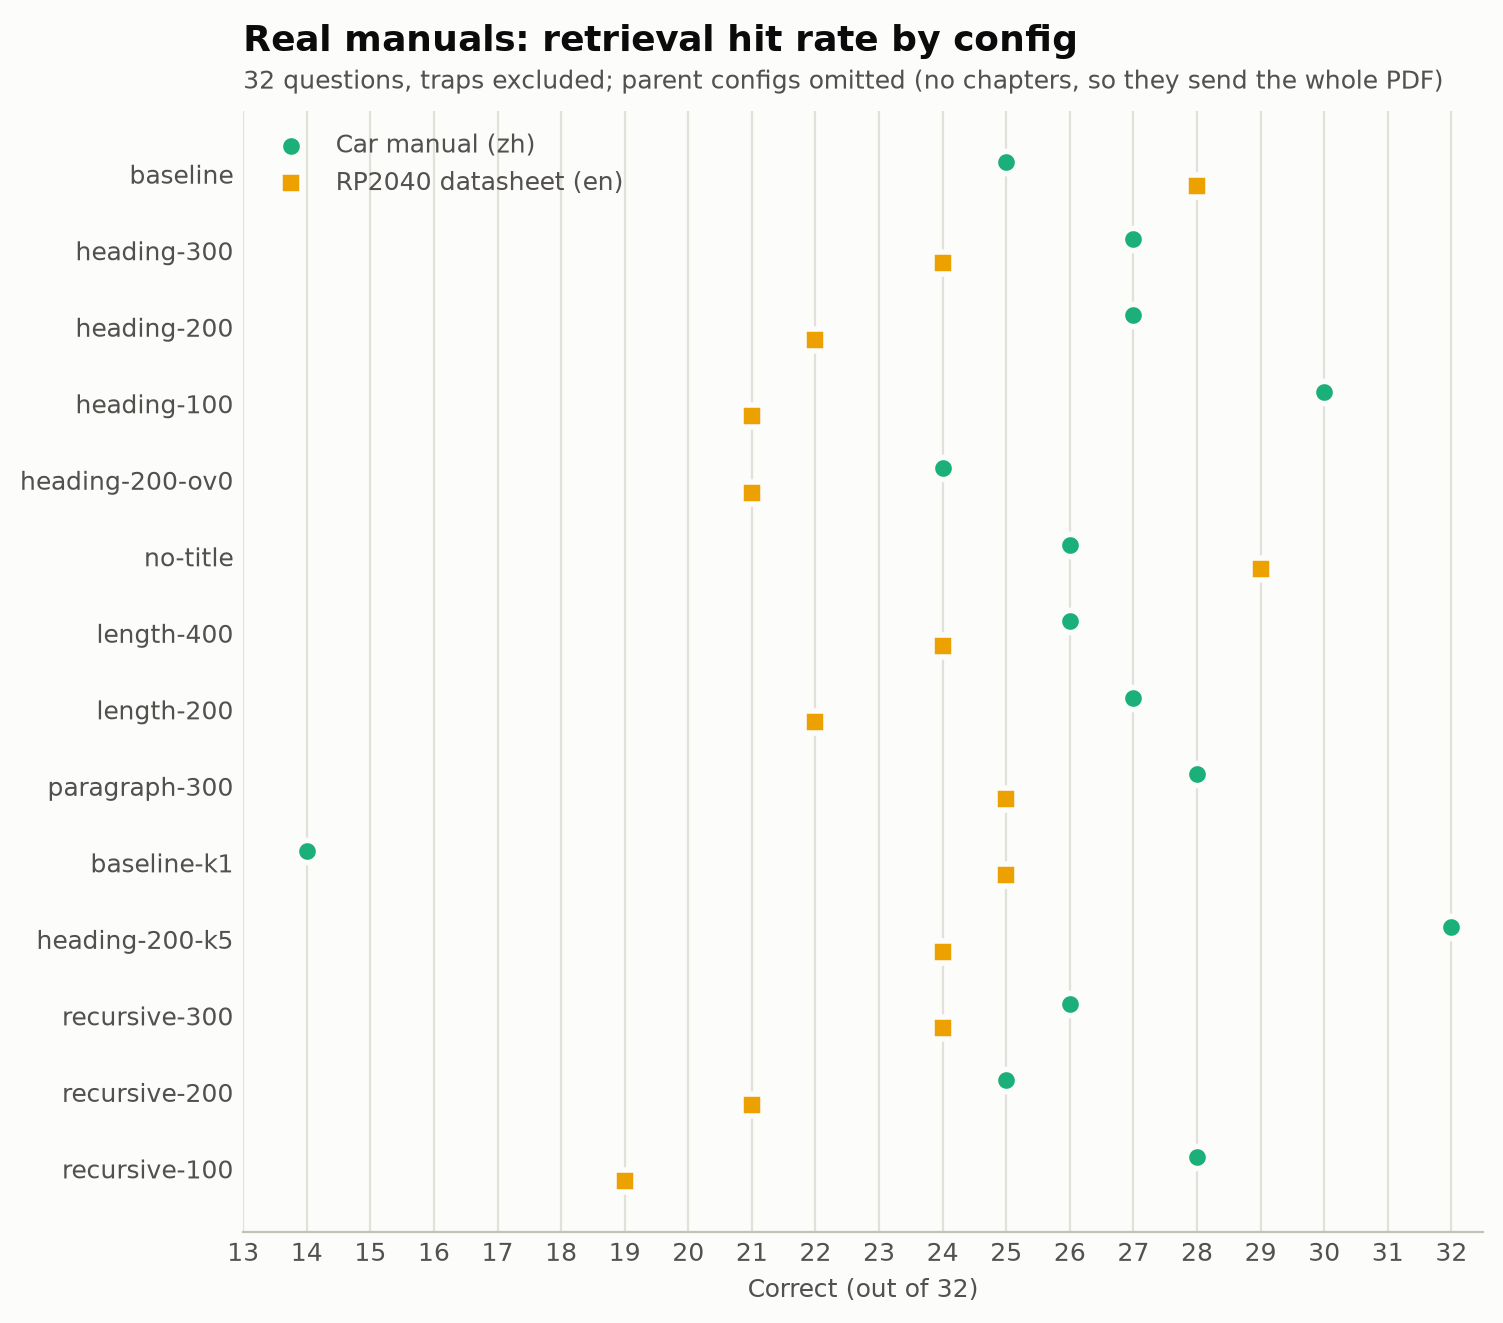 Real manuals: retrieval hit rate by config
32 questions, traps excluded; parent configs omitted (no chapters, so they send the whole PDF)
Car manual (zh)
RP2040 datasheet (en)
baseline
heading-300
heading-200
heading-100
heading-200-ov0
no-title
length-400
length-200
paragraph-300
baseline-k1
heading-200-k5
recursive-300
recursive-200
recursive-100
13 14 15 16 17 18 19 20 21 22 23 24 25 26 27 28 29 30 31 32
Correct (out of 32)